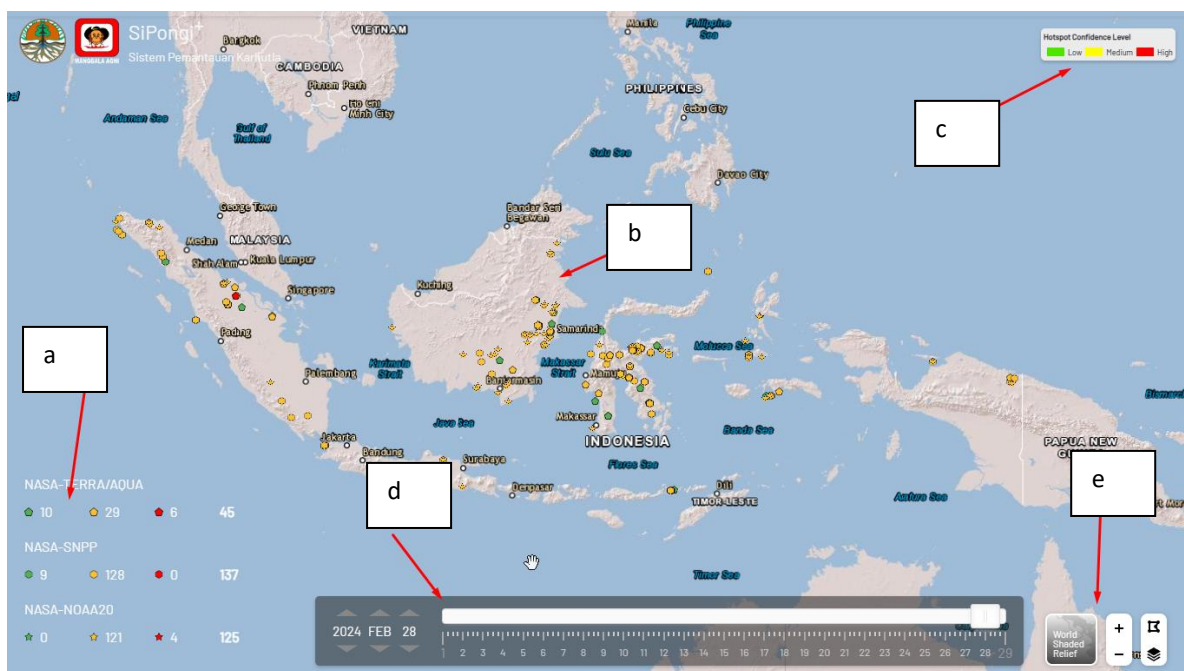 SiPongi+
Sistem Pemantauan Karhutla
MANGGALA AGNI
Hotspot Confidence Level
Low Medium High
VIETNAM
Bangkok
CAMBODIA
Phnom Penh
Ho Chi
Minh City
Andaman Sea
Gulf of
Thailand
Manila
Philippine
Sea
PHILIPPINES
Cebu City
Sulu Sea
Davao City
c
b
George Town
Bandar Seri
Begawan
Medan
MALAYSIA
Shah Alam
Kuala Lumpur
Singapore
Kuching
a
Padang
Samarind
Molucca Sea
Karimata
Strait
Makassar
Strait
Mamuju
Palembang
Banjarmasin
Java Sea
Makassar
Banda Sea
Bismarc
Jakarta
Bandung
Surabaya
INDONESIA
PAPUA NEW
Flores Sea
d
Denpasar
Dili
TIMOR-LESTE
e
Arafura Sea
Timor Sea
NASA-TERRA/AQUA
10 29 6 45
NASA-SNPP
9 128 0 137
NASA-NOAA20
0 121 4 125
2024 FEB 28
1 2 3 4 5 6 7 8 9 10 11 12 13 14 15 16 17 18 19 20 21 22 23 24 25 26 27 28 29
World
Shaded
Relief
+
−